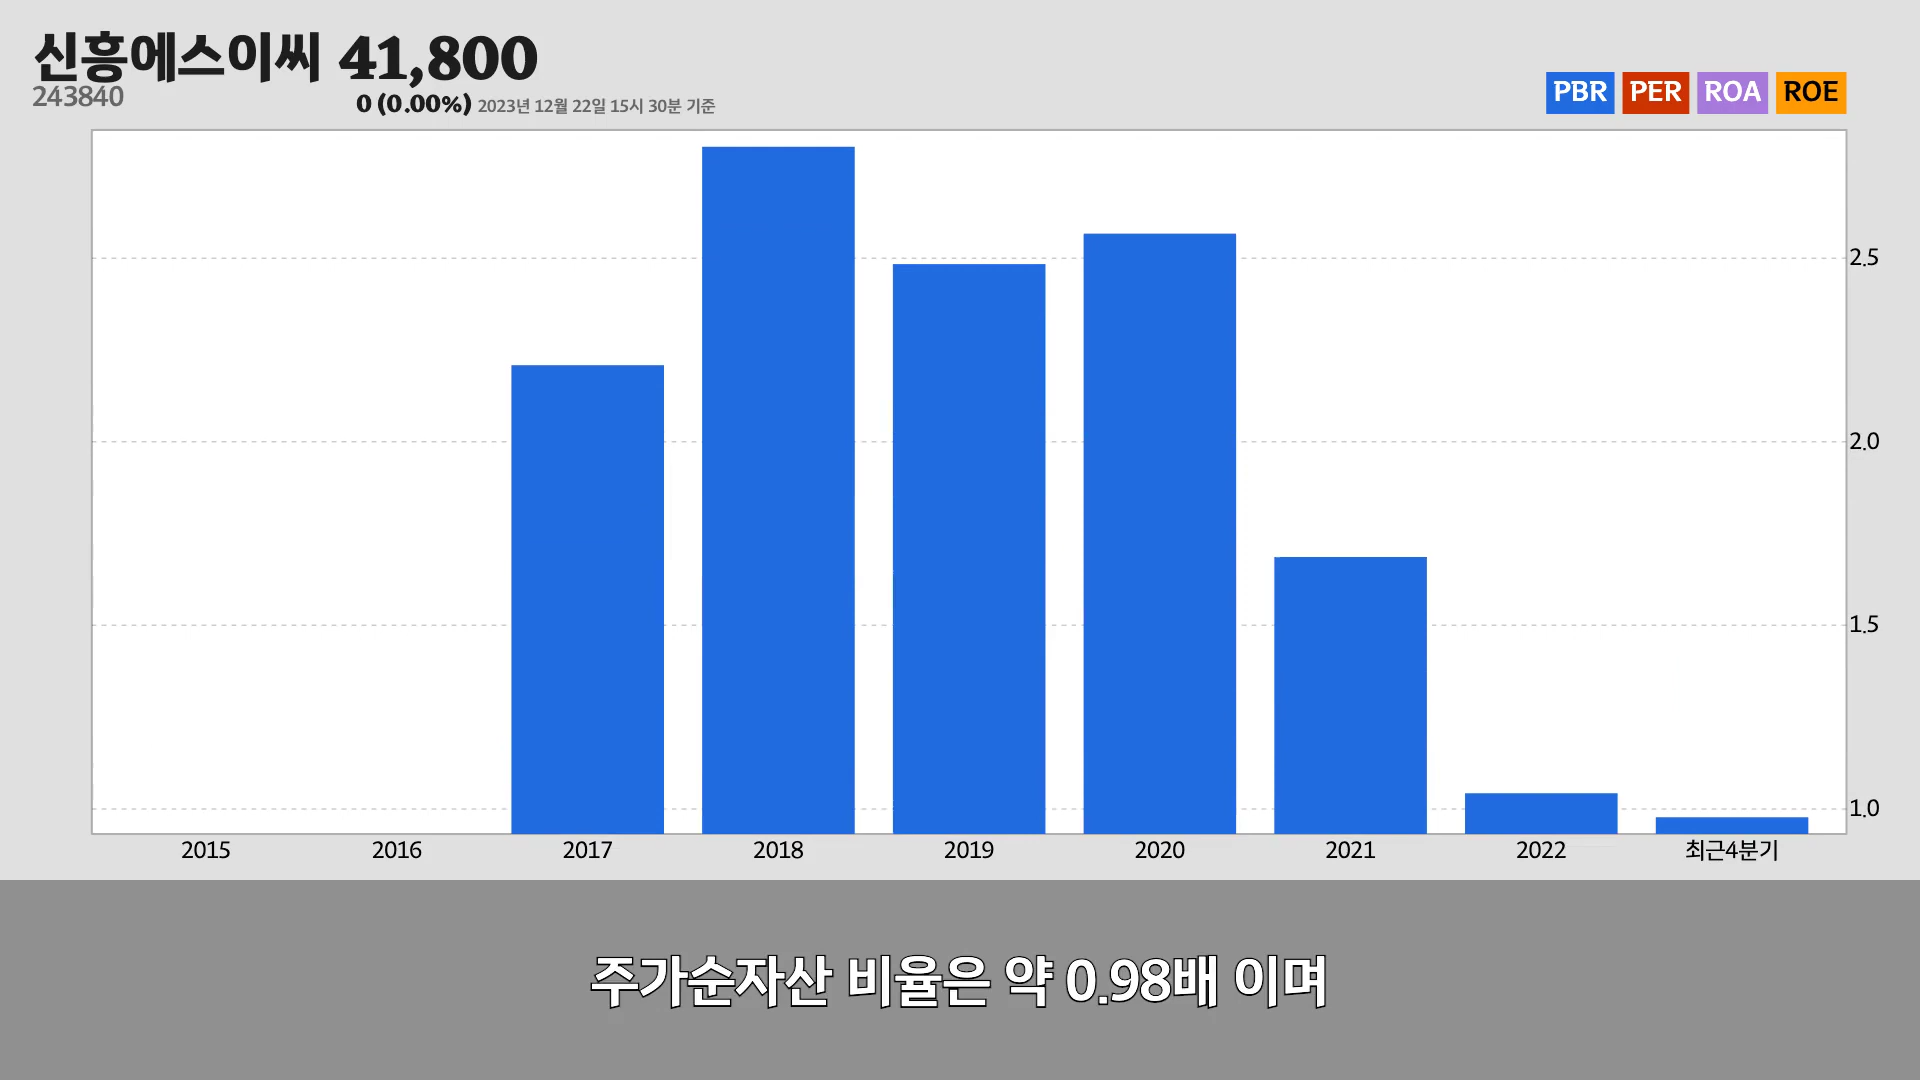 신흥에스이씨 41,800
243840
0 (0.00%) 2023년 12월 22일 15시 30분 기준
PBR PER ROA ROE
2.5
2.0
1.5
1.0
2015 2016 2017 2018 2019 2020 2021 2022 최근4분기
주가순자산 비율은 약 0.98배 이며